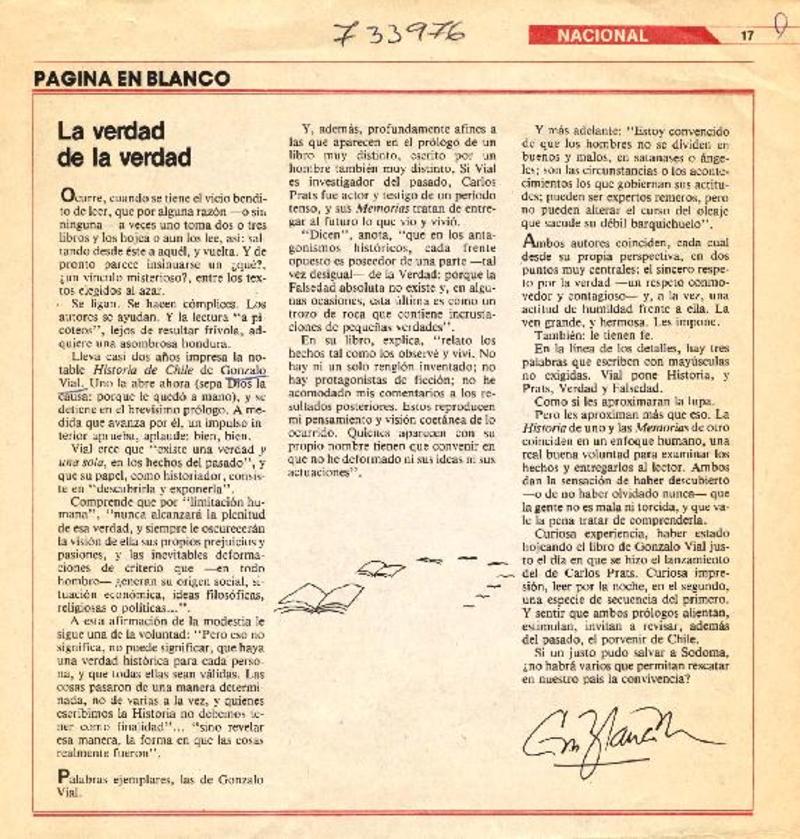 733976
NACIONAL
17
PAGINA EN BLANCO
La verdad
de la verdad
Ocurre, cuando se tiene el vicio bendi-
to de leer, que por alguna razón —o sin
ninguna— a veces uno toma dos o tres
libros y los hojea o aun los lee, así: sal-
tando desde éste a aquél, y vuelta. Y de
pronto parece insinuarse un ¿qué?,
¿un vínculo misterioso?, entre los tex-
tos elegidos al azar.
Se ligan. Se hacen cómplices. Los
autores se ayudan. Y la lectura "a pi-
coteos", lejos de resultar frívola, ad-
quiere una asombrosa hondura.
Lleva casi dos años impresa la no-
table Historia de Chile de Gonzalo
Vial. Uno la abre ahora (sepa Dios la
causa: porque le quedó a mano), y se
detiene en el brevísimo prólogo. A me-
dida que avanza por él, un impulso in-
terior aprueba, aplaude: bien, bien.
Vial cree que "existe una verdad y
una sola, en los hechos del pasado", y
que su papel, como historiador, consis-
te en "descubrirla y exponerla".
Comprende que por "limitación hu-
mana", "nunca alcanzará la plenitud
de esa verdad, y siempre le oscurecerán
la visión de ella sus propios prejuicios y
pasiones, y las inevitables deforma-
ciones de criterio que —en todo
hombre— generan su origen social, si-
tuación económica, ideas filosóficas,
religiosas o políticas...".
A esta afirmación de la modestia le
sigue una de la voluntad: "Pero eso no
significa, no puede significar, que haya
una verdad histórica para cada perso-
na, y que todas ellas sean válidas. Las
cosas pasaron de una manera determi-
nada, no de varias a la vez, y quienes
escribimos la Historia no debemos te-
ner como finalidad"... "sino revelar
esa manera, la forma en que las cosas
realmente fueron".
Palabras ejemplares, las de Gonzalo
Vial.
Y, además, profundamente afines a
las que aparecen en el prólogo de un
libro muy distinto, escrito por un
hombre también muy distinto. Si Vial
es investigador del pasado, Carlos
Prats fue actor y testigo de un período
tenso, y sus Memorias tratan de entre-
gar al futuro lo que vio y vivió.
"Dicen", anota, "que en los anta-
gonismos históricos, cada frente
opuesto es poseedor de una parte —tal
vez desigual— de la Verdad; porque la
Falsedad absoluta no existe y, en algu-
nas ocasiones, esta última es como un
trozo de roca que contiene incrusta-
ciones de pequeñas verdades".
En su libro, explica, "relato los
hechos tal como los observé y viví. No
hay ni un solo renglón inventado; no
hay protagonistas de ficción; no he
acomodado mis comentarios a los re-
sultados posteriores. Estos reproducen
mi pensamiento y visión coetánea de lo
ocurrido. Quienes aparecen con su
propio nombre tienen que convenir en
que no he deformado ni sus ideas ni sus
actuaciones".
Y más adelante: "Estoy convencido
de que los hombres no se dividen en
buenos y malos, en satanases o ánge-
les; son las circunstancias o los aconte-
cimientos los que gobiernan sus actitu-
des; pueden ser expertos remeros, pero
no pueden alterar el curso del oleaje
que sacude su débil barquichuelo".
Ambos autores coinciden, cada cual
desde su propia perspectiva, en dos
puntos muy centrales: el sincero respe-
to por la verdad —un respeto conmo-
vedor y contagioso— y, a la vez, una
actitud de humildad frente a ella. La
ven grande, y hermosa. Les impone.
También: le tienen fe.
En la línea de los detalles, hay tres
palabras que escriben con mayúsculas
no exigidas. Vial pone Historia, y
Prats, Verdad y Falsedad.
Como si les aproximaran la lupa.
Pero les aproximan más que eso. La
Historia de uno y las Memorias de otro
coinciden en un enfoque humano, una
real buena voluntad para examinar los
hechos y entregarlos al lector. Ambos
dan la sensación de haber descubierto
—o de no haber olvidado nunca— que
la gente no es mala ni torcida, y que va-
le la pena tratar de comprenderla.
Curiosa experiencia, haber estado
hojeando el libro de Gonzalo Vial jus-
to el día en que se hizo el lanzamiento
del de Carlos Prats. Curiosa impre-
sión, leer por la noche, en el segundo,
una especie de secuencia del primero.
Y sentir que ambos prólogos alientan,
estimulan, invitan a revisar, además
del pasado, el porvenir de Chile.
Si un justo pudo salvar a Sodoma,
¿no habrá varios que permitan rescatar
en nuestro país la convivencia?